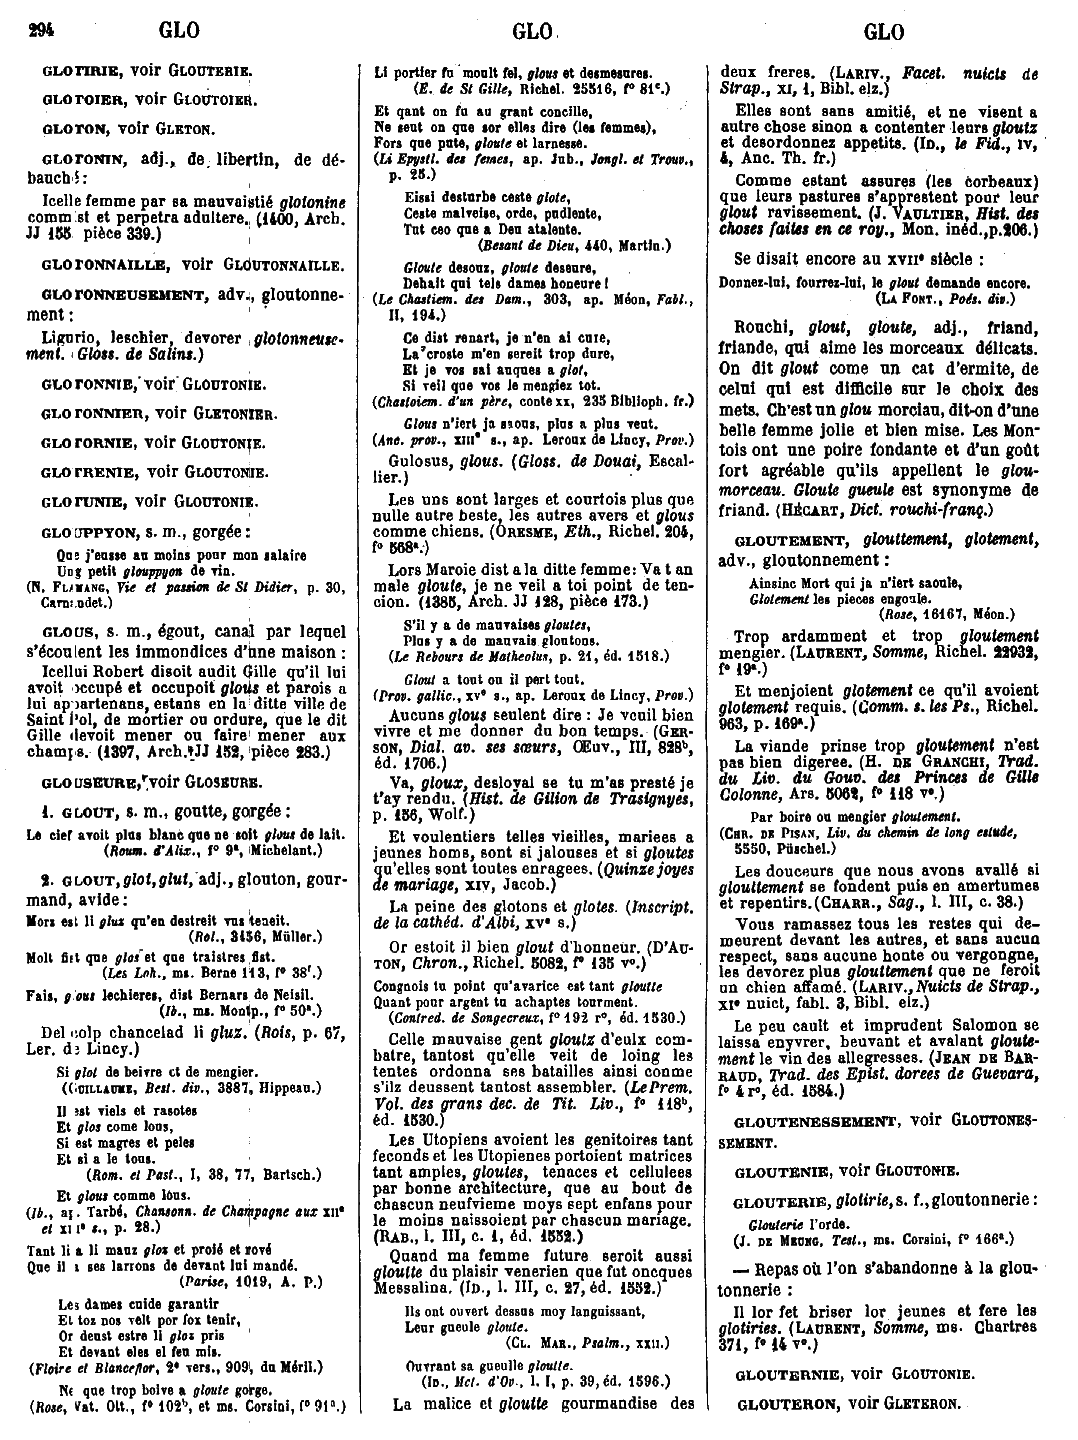 294 GLO GLO GLO
GLOTIRIE, voir GLOUTERIE.
GLOTOIER, voir GLOUTOIER.
GLOTON, voir GLETON.
GLOTONIN, adj., de libertin, de dé-
bauché :
Icelle femme par sa mauvaistié glotonine
commist et perpetra adultere. (1400, Arch.
JJ 155 pièce 339.)
GLOTONNAILLE, voir GLOUTONNAILLE.
GLOTONNEUSEMENT, adv., gloutonne-
ment :
Ligurio, leschier, devorer glotonneuse-
ment. (Gloss. de Salins.)
GLOTONNIE, voir GLOUTONIE.
GLOTONNIER, voir GLETONIER.
GLOTORNIE, voir GLOUTONIE.
GLOTRENIE, voir GLOUTONIE.
GLOTUNIE, voir GLOUTONIE.
GLOUPPYON, s. m., gorgée :
Que j'eusse au moins pour mon salaire
Ung petit glouppyon de vin.
(N. FLAMANG, Vie et passion de St Didier, p. 30,
Carnandet.)
GLOUS, s. m., égout, canal par lequel
s'écoulent les immondices d'une maison :
Icellui Robert disoit audit Gille qu'il lui
avoit occupé et occupoit glous et parois a
lui appartenans, estans en la ditte ville de
Saint Pol, de mortier ou ordure, que le dit
Gille devoit mener ou faire mener aux
champs. (1397, Arch. JJ 152, pièce 283.)
GLOUSEURE, voir GLOSEURE.
1. GLOUT, s. m., goutte, gorgée :
Le cief avoit plus blanc que ne soit glous de lait.
(Roum. d'Alix., f° 9ª, Michelant.)
2. GLOUT, glot, glut, adj., glouton, gour-
mand, avide :
Mors est li gluz qu'en destreit vus teneit.
(Rol., 3456, Müller.)
Molt fist que glos et que traistres fist.
(Les Loh., ms. Berne 113, f° 38ʳ.)
Fais, glous lechieres, dist Bernars de Neisil.
(Ib., ms. Montp., f° 50ª.)
Del colp chancelad li gluz. (Rois, p. 67,
Ler. de Lincy.)
Si glot de beivre et de mengier.
(GUILLAUME, Best. div., 3887, Hippeau.)
Il est viels et rasotes
Et glos come lous,
Si est magres et peles
Et si a le tous.
(Rom. et Past., I, 38, 77, Bartsch.)
Et glous comme lous.
(Ib., ap. Tarbé, Chansonn. de Champagne aux XIIᵉ
et XIIIᵉ s., p. 28.)
Tant li a li mauz gloz et proié et rové
Que il a ses larrons de devant lui mandé.
(Parise, 1019, A. P.)
Les dames cuide garantir
Et toz nos velt por fox tenir,
Or deust estre li gloz pris
Et devant eles el feu mis.
(Floire et Blanceflor, 2ᵉ vers., 909, du Méril.)
Ne que trop boive a gloute gorge.
(Rose, Vat. Ott., f° 102ᵇ, et ms. Corsini, f° 91ª.)
Li portier fu moult fel, glous et desmesures.
(E. de St Gille, Richel. 25516, f° 81ᶜ.)
Et qant on fu au grant concille,
Ne seut on que sor elles dire (les femmes),
Fors que pute, gloute et larnesse.
(Li Epystl. des femes, ap. Jub., Jongl. et Trouv.,
p. 25.)
Eissi desturbe ceste glote,
Ceste malveise, orde, pudlente,
Tut ceo que a Deu atalente.
(Besant de Dieu, 440, Martin.)
Gloute desouz, gloute deseure,
Dehait qui tels dames honeure !
(Le Chastiem. des Dam., 303, ap. Méon, Fabl.,
II, 194.)
Ce dist renart, je n'en ai cure,
La croste m'en sereit trop dure,
Et je vos sai auques a glot,
Si veil que vos le mengiez tot.
(Chastoiem. d'un père, conte XX, 235 Biblioph. fr.)
Glous n'iert ja saous, plus a plus veut.
(Anc. prov., XIIIᵉ s., ap. Leroux de Lincy, Prov.)
Gulosus, glous. (Gloss. de Douai, Escal-
lier.)
Les uns sont larges et courtois plus que
nulle autre beste, les autres avers et glous
comme chiens. (ORESME, Eth., Richel. 204,
f° 568ª.)
Lors Maroie dist a la ditte femme : Va t an
male gloute, je ne veil a toi point de ten-
cion. (1385, Arch. JJ 128, pièce 173.)
S'il y a de mauvaises gloutes,
Plus y a de mauvais gloutons.
(Le Rebours de Matheolus, p. 21, éd. 1518.)
Glout a tout ou il pert tout.
(Prov. gallic., XVᵉ s., ap. Leroux de Lincy, Prov.)
Aucuns glous seulent dire : Je vouil bien
vivre et me donner du bon temps. (GER-
SON, Dial. av. ses sœurs, Œuv., III, 828ᵇ,
éd. 1706.)
Va, gloux, desloyal se tu m'as presté je
t'ay rendu. (Hist. de Gilion de Trasignyes,
p. 156, Wolf.)
Et voulentiers telles vieilles, mariees a
jeunes homs, sont si jalouses et si gloutes
qu'elles sont toutes enragees. (Quinze joyes
de mariage, XIV, Jacob.)
La peine des glotons et glotes. (Inscript.
de la cathéd. d'Albi, XVᵉ s.)
Or estoit il bien glout d'honneur. (D'AU-
TON, Chron., Richel. 5082, f° 135 v°.)
Congnois tu point qu'avarice est tant gloutte
Quant pour argent tu achaptes tourment.
(Contred. de Songecreux, f° 192 r°, éd. 1530.)
Celle mauvaise gent gloutz d'eulx com-
batre, tantost qu'elle veit de loing les
tentes ordonna ses batailles ainsi conme
s'ilz deussent tantost assembler. (Le Prem.
Vol. des grans dec. de Tit. Liv., f° 118ᵇ,
éd. 1530.)
Les Utopiens avoient les genitoires tant
feconds et les Utopienes portoient matrices
tant amples, gloutes, tenaces et cellulees
par bonne architecture, que au bout de
chascun neufvieme moys sept enfans pour
le moins naissoient par chascun mariage.
(RAB., l. III, c. 1, éd. 1552.)
Quand ma femme future seroit aussi
gloutte du plaisir venerien que fut oncques
Messalina. (ID., l. III, c. 27, éd. 1552.)
Ils ont ouvert dessus moy languissant,
Leur gueule gloute.
(CL. MAR., Psalm., XXII.)
Ouvrant sa gueulle gloutte.
(ID., Met. d'Ov., l. I, p. 39, éd. 1596.)
La malice et gloutte gourmandise des
deux freres. (LARIV., Facet. nuicts de
Strap., XI, 1, Bibl. elz.)
Elles sont sans amitié, et ne visent a
autre chose sinon a contenter leurs gloutz
et desordonnez appetits. (ID., le Fid., IV,
4, Anc. Th. fr.)
Comme estant assures (les corbeaux)
que leurs pastures s'apprestent pour leur
glout ravissement. (J. VAULTIER, Hist. des
choses faites en ce roy., Mon. inéd., p. 206.)
Se disait encore au XVIIᵉ siècle :
Donnez-lui, fourrez-lui, le glout demande encore.
(LA FONT., Poés. div.)
Rouchi, glout, gloute, adj., friand,
friande, qui aime les morceaux délicats.
On dit glout come un cat d'ermite, de
celui qui est difficile sur le choix des
mets. Ch'est un glou morciau, dit-on d'une
belle femme jolie et bien mise. Les Mon-
tois ont une poire fondante et d'un goût
fort agréable qu'ils appellent le glou-
morceau. Gloute gueule est synonyme de
friand. (HÉCART, Dict. rouchi-franç.)
GLOUTEMENT, glouttement, glotement,
adv., gloutonnement :
Ainsinc Mort qui ja n'iert saoule,
Glotement les pieces engoule.
(Rose, 16167, Méon.)
Trop ardamment et trop gloutement
mengier. (LAURENT, Somme, Richel. 22932,
f° 19ª.)
Et menjoient glotement ce qu'il avoient
glotement requis. (Comm. s. les Ps., Richel.
963, p. 169ª.)
La viande prinse trop gloutement n'est
pas bien digeree. (H. DE GRANCHI, Trad.
du Liv. du Gouv. des Princes de Gille
Colonne, Ars. 5062, f° 118 v°.)
Par boire ou mengier gloutement.
(CHR. DE PISAN, Liv. du chemin de long estude,
5550, Püschel.)
Les douceurs que nous avons avallé si
glouttement se fondent puis en amertumes
et repentirs. (CHARR., Sag., l. III, c. 38.)
Vous ramassez tous les restes qui de-
meurent devant les autres, et sans aucun
respect, sans aucune honte ou vergongne,
les devorez plus glouttement que ne feroit
un chien affamé. (LARIV., Nuicts de Strap.,
XIᵉ nuict, fabl. 3, Bibl. elz.)
Le peu cault et imprudent Salomon se
laissa enyvrer, beuvant et avalant gloute-
ment le vin des allegresses. (JEAN DE BAR-
RAUD, Trad. des Epist. dorees de Guevara,
f° 4 r°, éd. 1584.)
GLOUTENESSEMENT, voir GLOUTONES-
SEMENT.
GLOUTENIE, voir GLOUTONIE.
GLOUTERIE, glotirie, s. f., gloutonnerie :
Glouterie l'orde.
(J. DE MEUNG, Test., ms. Corsini, f° 166ª.)
— Repas où l'on s'abandonne à la glou-
tonnerie :
Il lor fet briser lor jeunes et fere les
glotiries. (LAURENT, Somme, ms. Chartres
371, f° 14 v°.)
GLOUTERNIE, voir GLOUTONIE.
GLOUTERON, voir GLETERON.